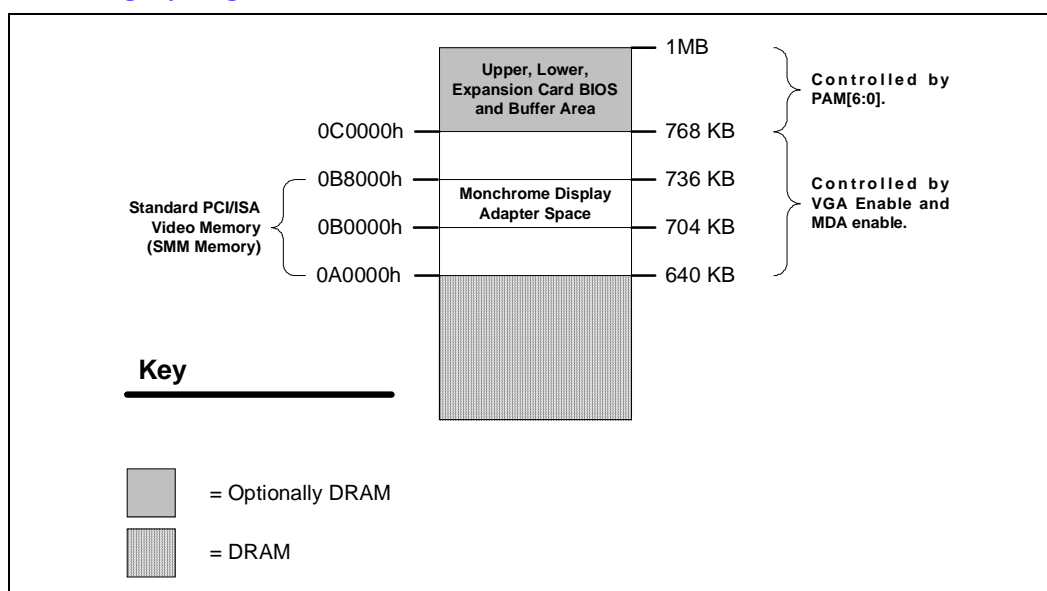 1MB
Upper, Lower,
Expansion Card BIOS
and Buffer Area
Controlled by
PAM[6:0].
0C0000h
768 KB
0B8000h
736 KB
Monchrome Display
Adapter Space
Controlled by
VGA Enable and
MDA enable.
Standard PCI/ISA
Video Memory
(SMM Memory)
0B0000h
704 KB
0A0000h
640 KB
Key
= Optionally DRAM
= DRAM